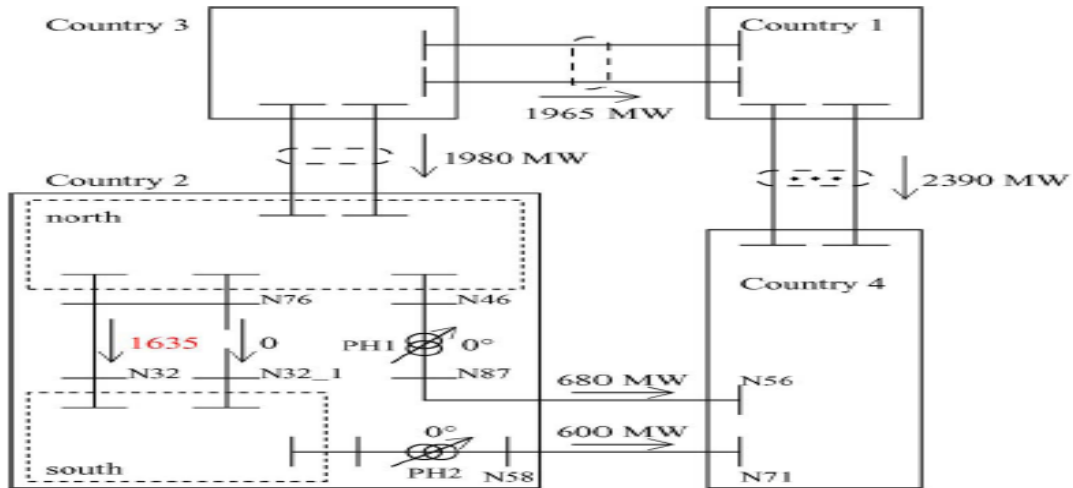 Country 3
Country 1
1965 MW
1980 MW
Country 2
2390 MW
north
Country 4
N76
N46
1635
0
PH1
0°
N32
N32_1
N87
680 MW
N56
0°
600 MW
south
PH2
N58
N71